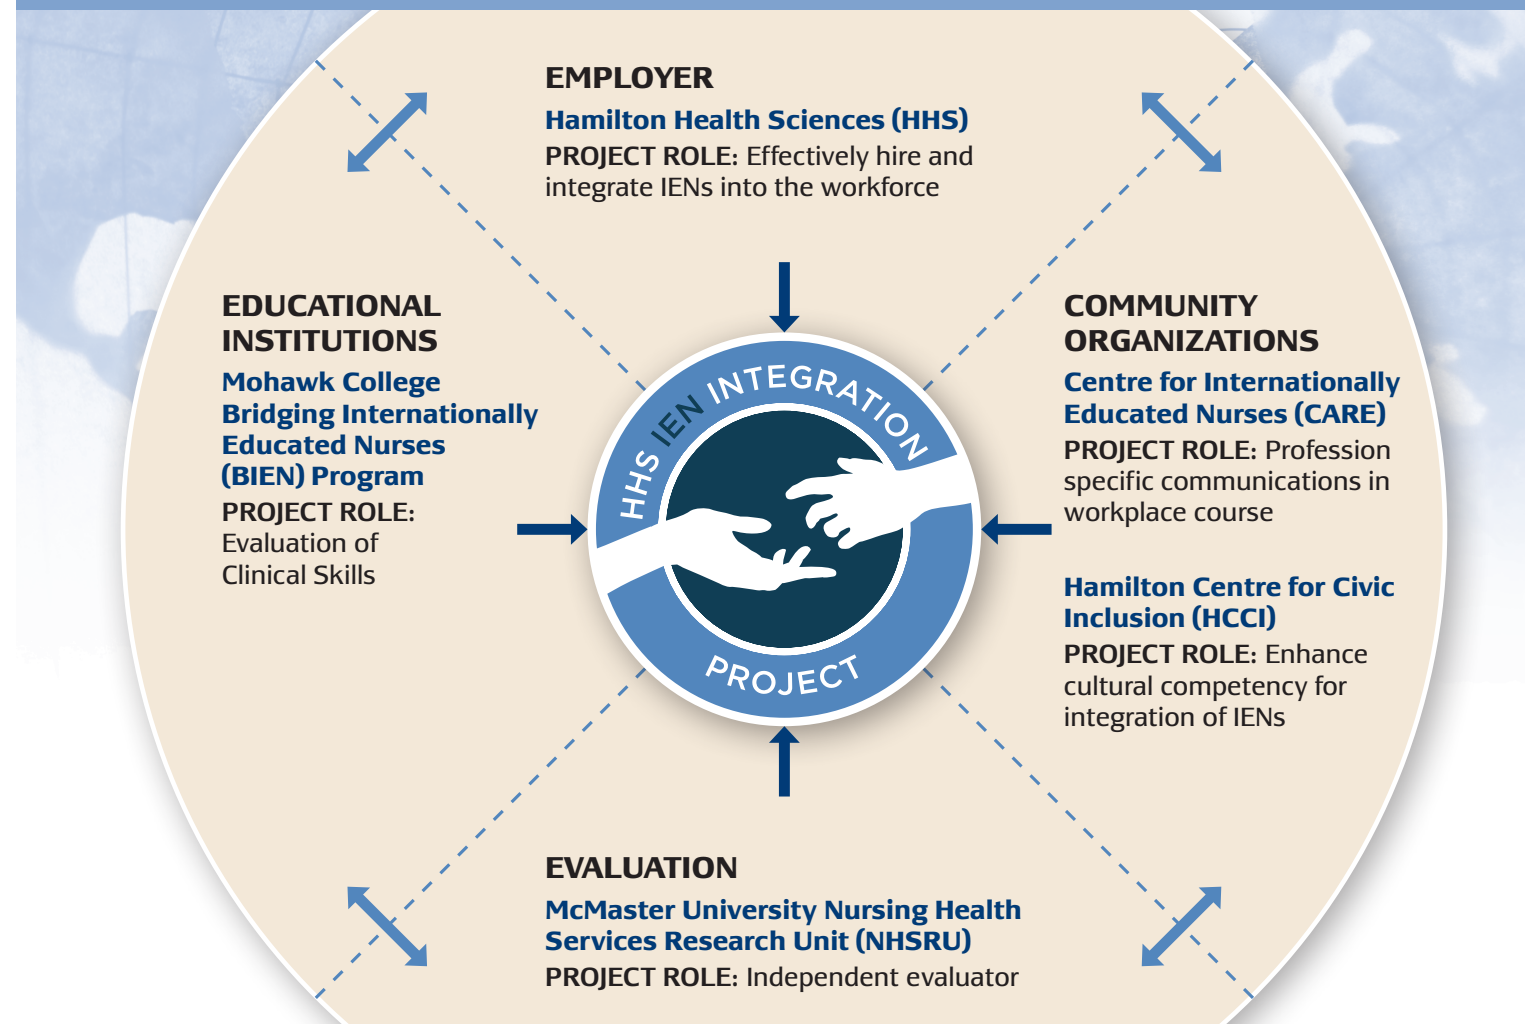 EMPLOYER
Hamilton Health Sciences (HHS)
PROJECT ROLE: Effectively hire and
integrate IENs into the workforce
EDUCATIONAL
INSTITUTIONS
Mohawk College
Bridging Internationally
Educated Nurses
(BIEN) Program
PROJECT ROLE:
Evaluation of
Clinical Skills
HHS IEN INTEGRATION
PROJECT
COMMUNITY
ORGANIZATIONS
Centre for Internationally
Educated Nurses (CARE)
PROJECT ROLE: Profession
specific communications in
workplace course
Hamilton Centre for Civic
Inclusion (HCCI)
PROJECT ROLE: Enhance
cultural competency for
integration of IENs
EVALUATION
McMaster University Nursing Health
Services Research Unit (NHSRU)
PROJECT ROLE: Independent evaluator